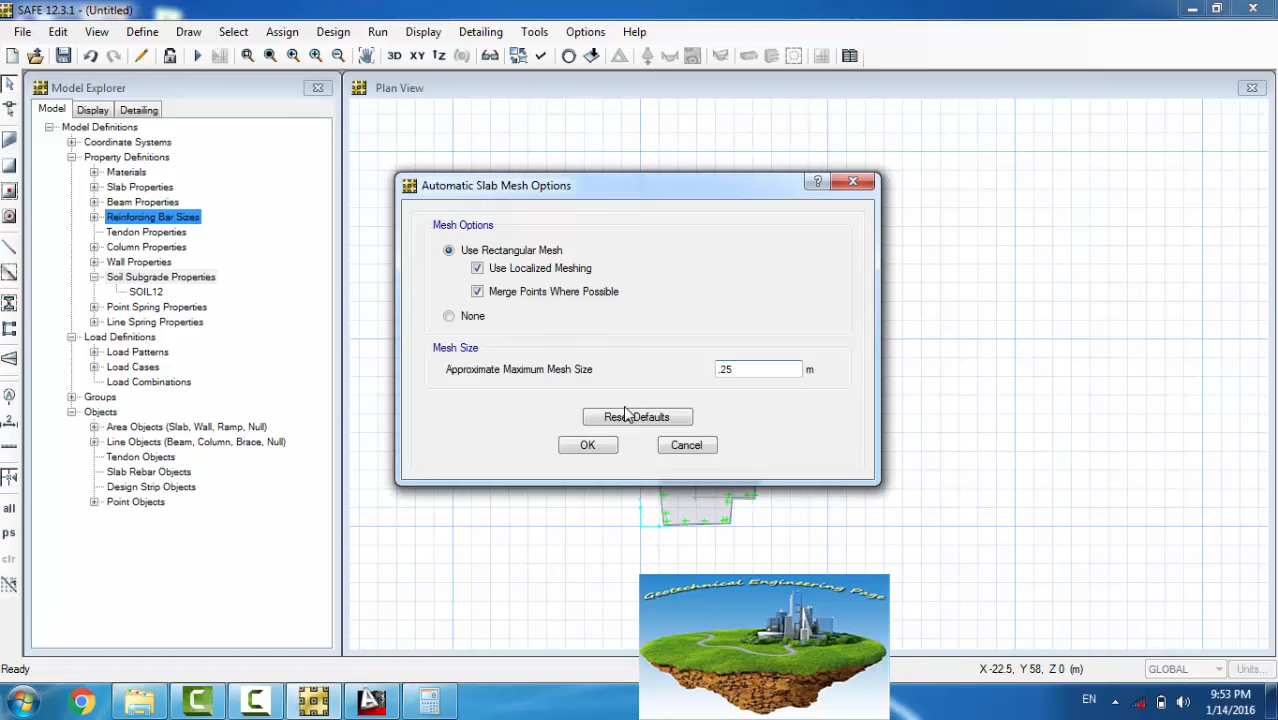 SAFE 12.3.1 - (Untitled)
File Edit View Define Draw Select Assign Design Run Display Detailing Tools Options Help
3D XY
Model Explorer
Plan View
Model Display Detailing
Model Definitions
Coordinate Systems
Property Definitions
Materials
Slab Properties
Beam Properties
Reinforcing Bar Sizes
Tendon Properties
Column Properties
Wall Properties
Soil Subgrade Properties
SOIL12
Point Spring Properties
Line Spring Properties
Load Definitions
Load Patterns
Load Cases
Load Combinations
Groups
Objects
Area Objects (Slab, Wall, Ramp, Null)
Line Objects (Beam, Column, Brace, Null)
Tendon Objects
Slab Rebar Objects
Design Strip Objects
Point Objects
all
ps
clr
Automatic Slab Mesh Options
Mesh Options
Use Rectangular Mesh
Use Localized Meshing
Merge Points Where Possible
None
Mesh Size
Approximate Maximum Mesh Size .25 m
Reset Defaults
OK Cancel
Geotechnical Engineering Page
Ready
X -22.5, Y 58, Z 0 (m)
GLOBAL
Units...
EN
9:53 PM
1/14/2016